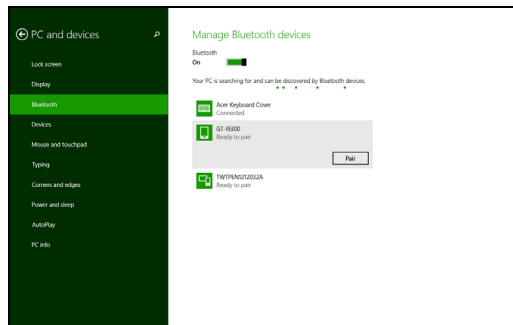 PC and devices
Lock screen
Display
Bluetooth
Devices
Mouse and touchpad
Typing
Corners and edges
Power and sleep
AutoPlay
PC info
Manage Bluetooth devices
Bluetooth
On
Your PC is searching for and can be discovered by Bluetooth devices.
Acer Keyboard Cover
Connected
GT-I9300
Ready to pair
Pair
TWTPEN1212032A
Ready to pair